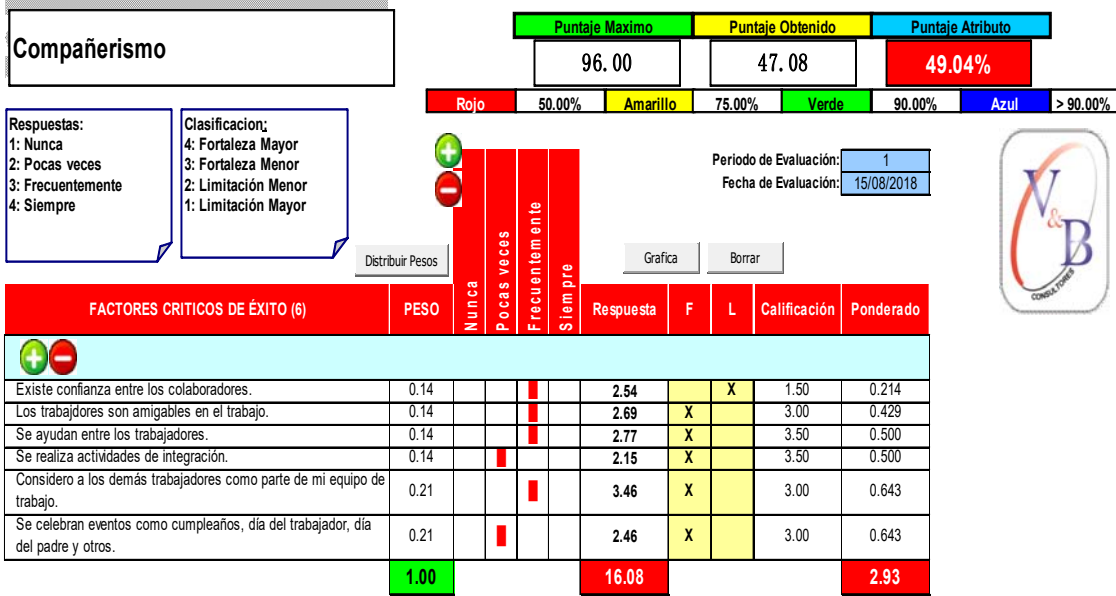 Compañerismo
Puntaje Maximo Puntaje Obtenido Puntaje Atributo
96.00 47.08 49.04%
Rojo 50.00% Amarillo 75.00% Verde 90.00% Azul > 90.00%
Respuestas:
1: Nunca
2: Pocas veces
3: Frecuentemente
4: Siempre
Clasificacion:
4: Fortaleza Mayor
3: Fortaleza Menor
2: Limitación Menor
1: Limitación Mayor
Periodo de Evaluación: 1
Fecha de Evaluación: 15/08/2018
V&B
CONSULTORES
Distribuir Pesos
Grafica
Borrar
FACTORES CRITICOS DE ÉXITO (6) PESO Nunca Pocas veces Frecuentemente Siempre Respuesta F L Calificación Ponderado
Existe confianza entre los colaboradores. 0.14 2.54 X 1.50 0.214
Los trabajdores son amigables en el trabajo. 0.14 2.69 X 3.00 0.429
Se ayudan entre los trabajadores. 0.14 2.77 X 3.50 0.500
Se realiza actividades de integración. 0.14 2.15 X 3.50 0.500
Considero a los demás trabajadores como parte de mi equipo de
trabajo. 0.21 3.46 X 3.00 0.643
Se celebran eventos como cumpleaños, día del trabajador, día
del padre y otros. 0.21 2.46 X 3.00 0.643
1.00 16.08 2.93